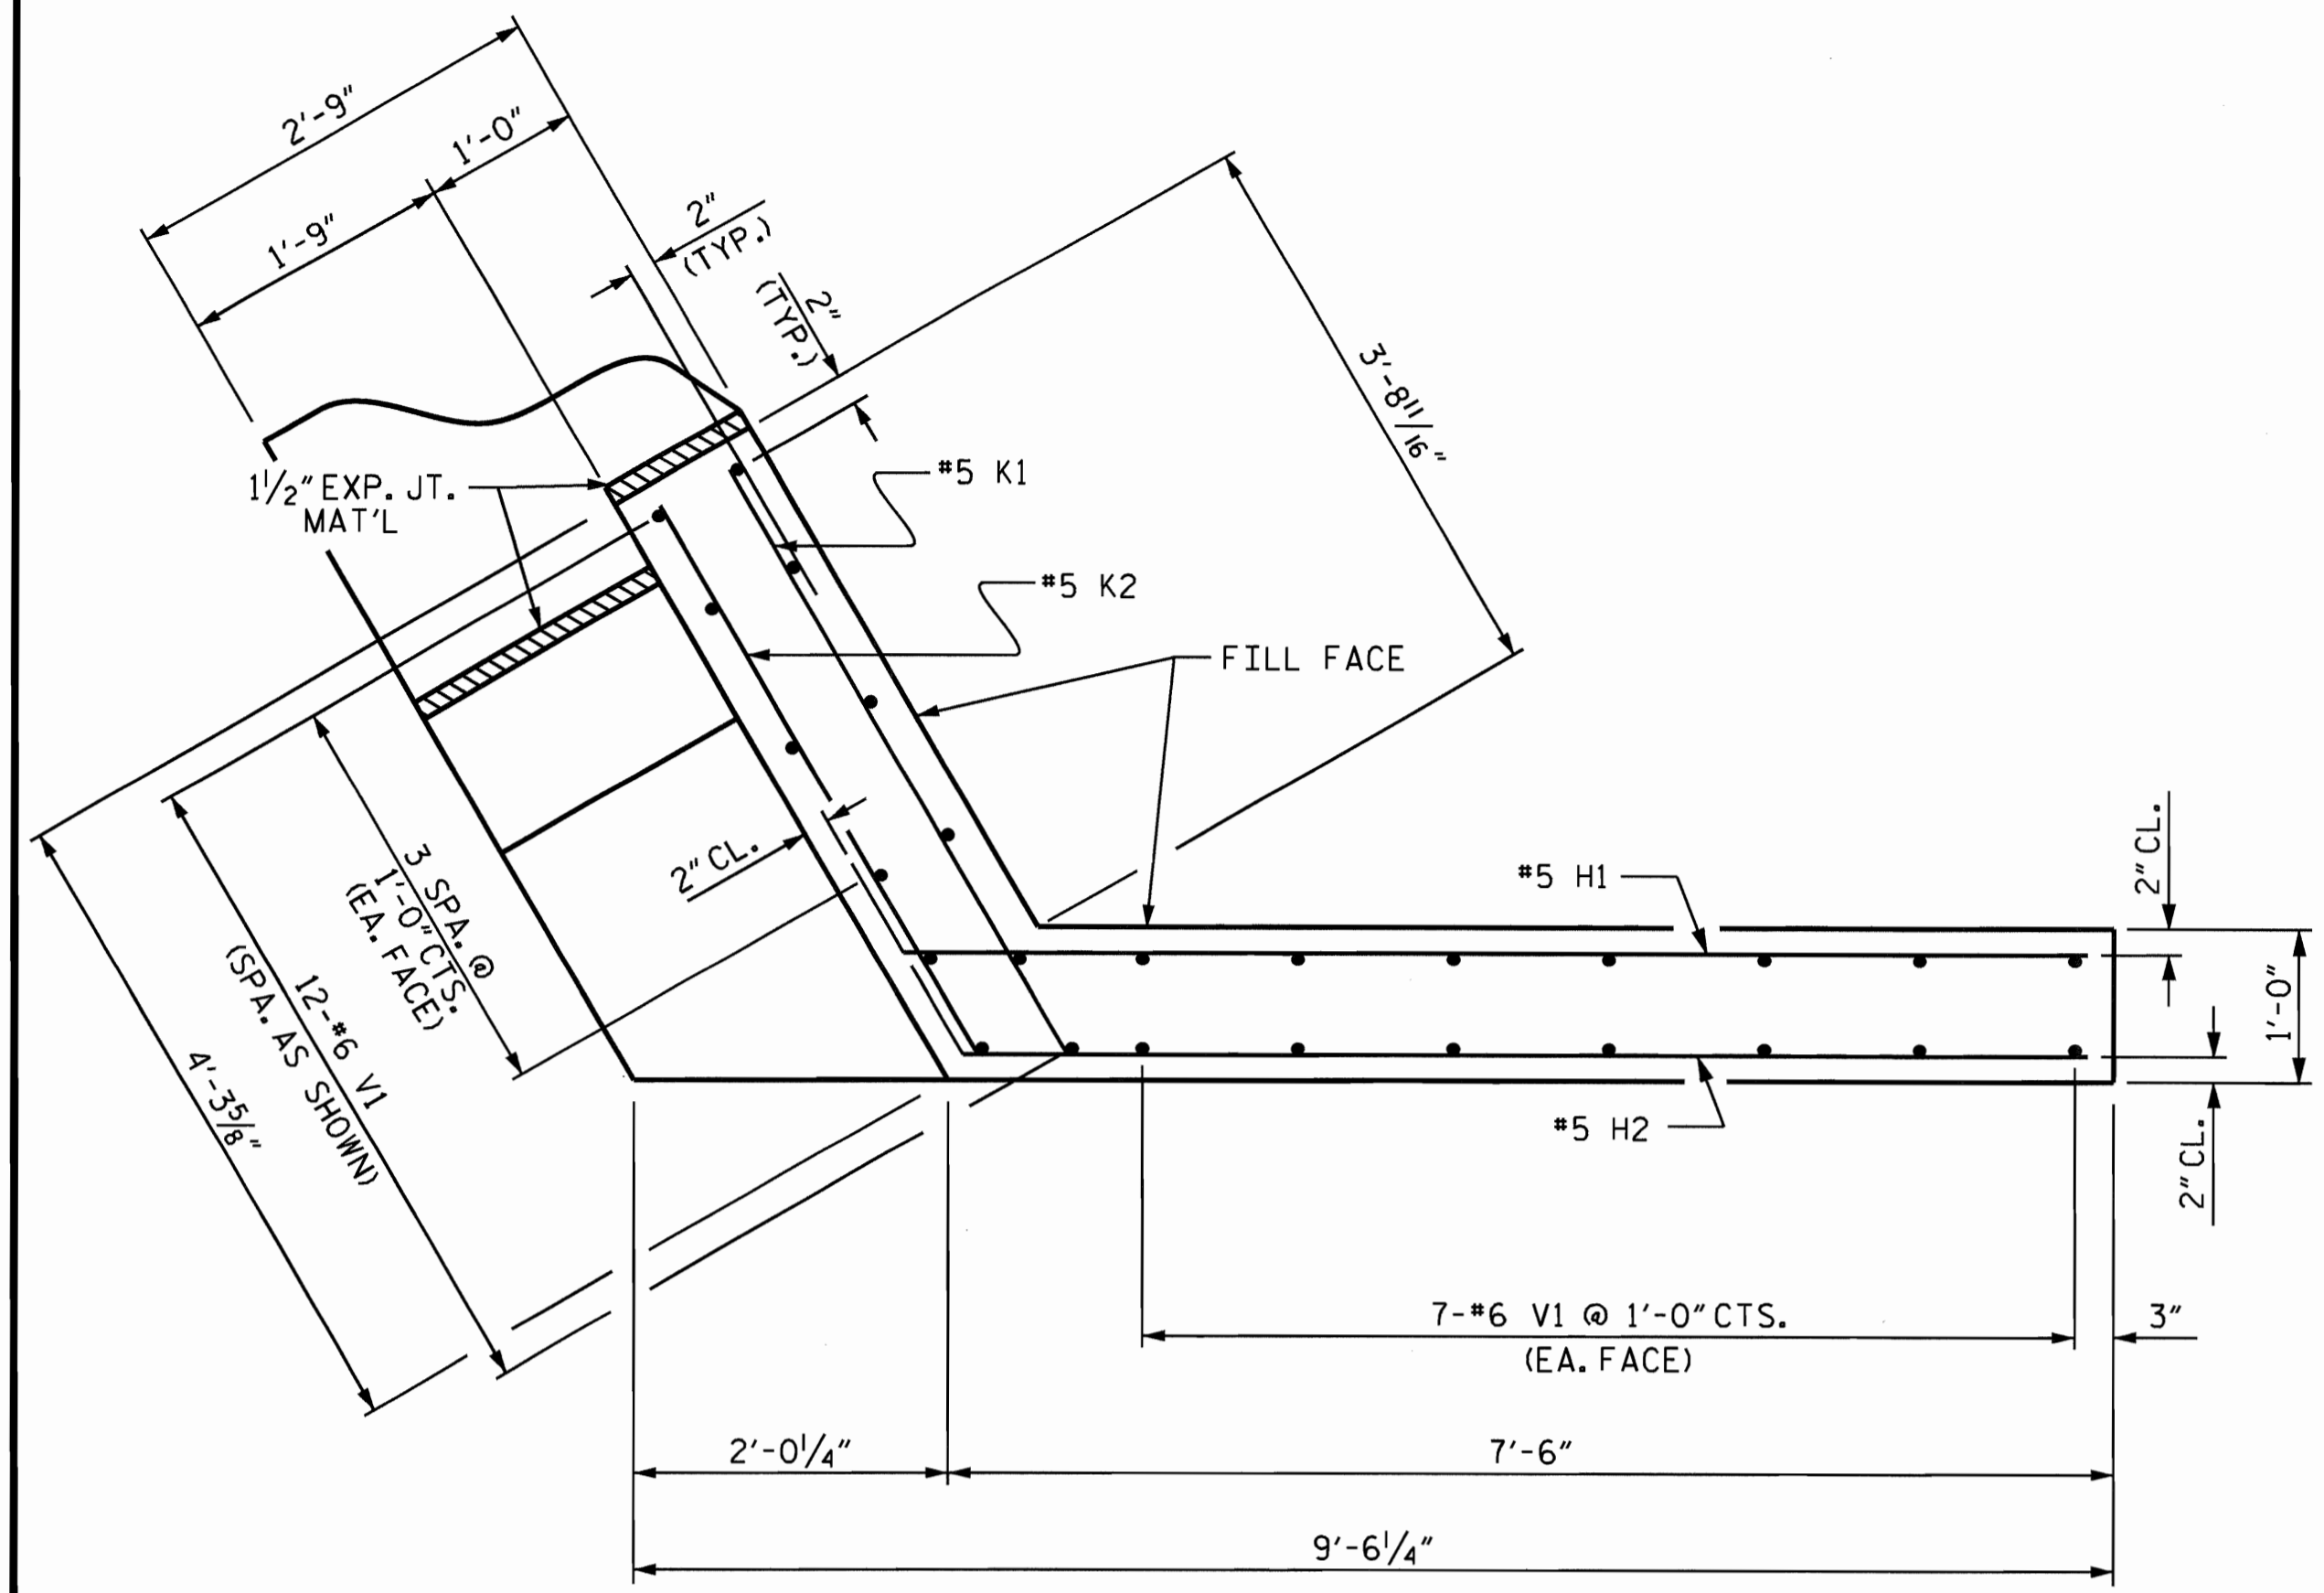 2'-9"
1'-0"
1'-9"
2"
(TYP.)
2"
(TYP.)
3'-8 11/16"
1 1/2" EXP. JT.
MAT'L
#5 K1
#5 K2
FILL FACE
2" CL.
3 SPA. @
1'-0" CTS.
(EA. FACE)
12-#6 V1
(SPA. AS SHOWN)
4'-3 5/8"
#5 H1
2" CL.
1'-0"
#5 H2
2" CL.
7-#6 V1 @ 1'-0" CTS.
(EA. FACE)
3"
2'-0 1/4"
7'-6"
9'-6 1/4"